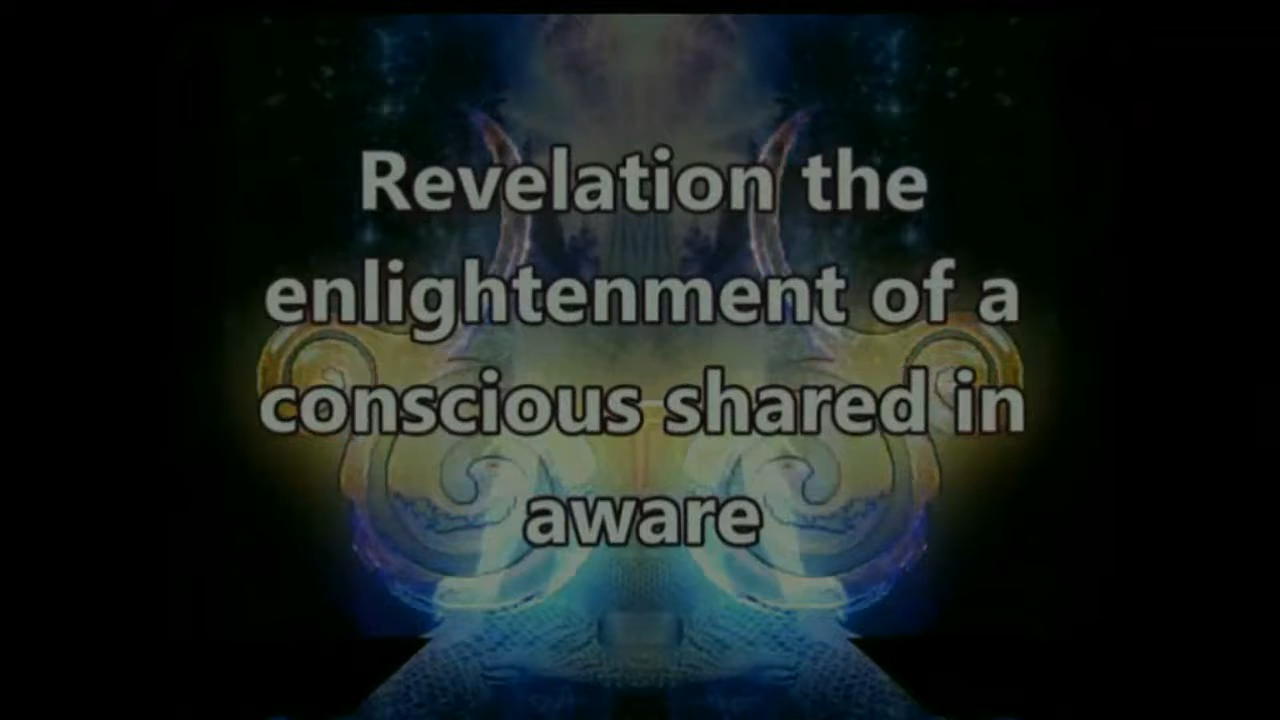 Revelation the
enlightenment of a
conscious shared in
aware